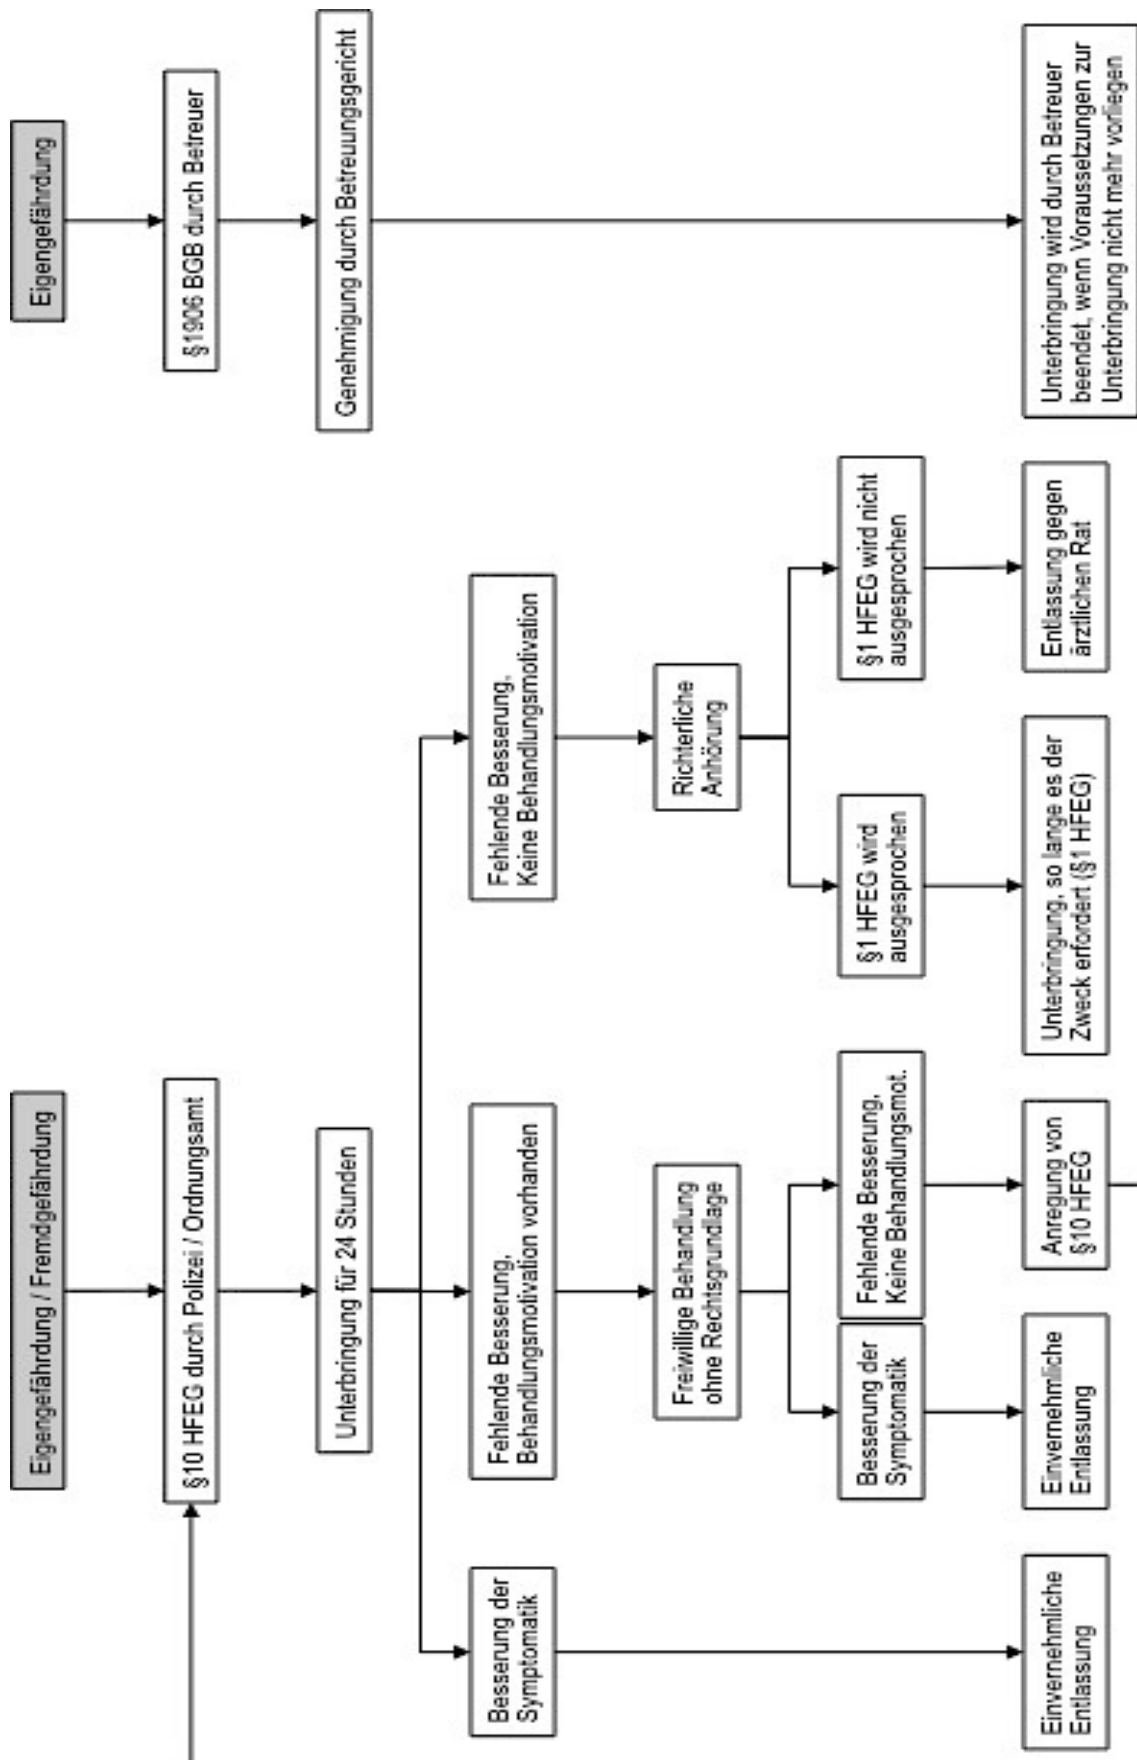 Eigengefährdung / Fremdgefährdung
Eigengefährdung
§10 HFEG durch Polizei / Ordnungsamt
§1906 BGB durch Betreuer
Unterbringung für 24 Stunden
Genehmigung durch Betreuungsgericht
Besserung der
Symptomatik
Fehlende Besserung,
Behandlungsmotivation vorhanden
Fehlende Besserung,
Keine Behandlungsmotivation
Freiwillige Behandlung
ohne Rechtsgrundlage
Richterliche
Anhörung
Besserung der
Symptomatik
Fehlende Besserung,
Keine Behandlungsmot.
§1 HFEG wird
ausgesprochen
§1 HFEG wird nicht
ausgesprochen
Einvernehmliche
Entlassung
Einvernehmliche
Entlassung
Anregung von
§10 HFEG
Unterbringung, so lange es der
Zweck erfordert (§1 HFEG)
Entlassung gegen
ärztlichen Rat
Unterbringung wird durch Betreuer
beendet, wenn Voraussetzungen zur
Unterbringung nicht mehr vorliegen